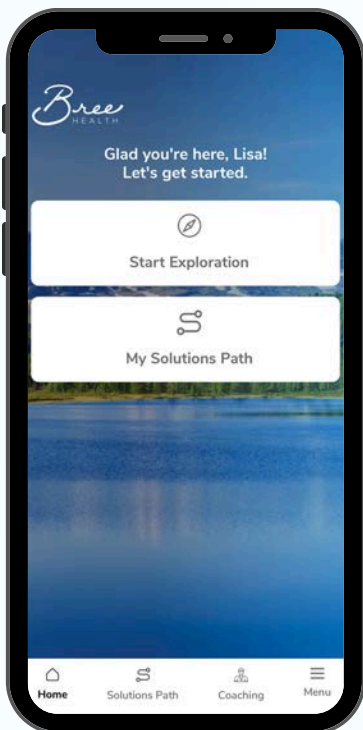 Bree
HEALTH
Glad you're here, Lisa!
Let's get started.
Start Exploration
My Solutions Path
Home
Solutions Path
Coaching
Menu